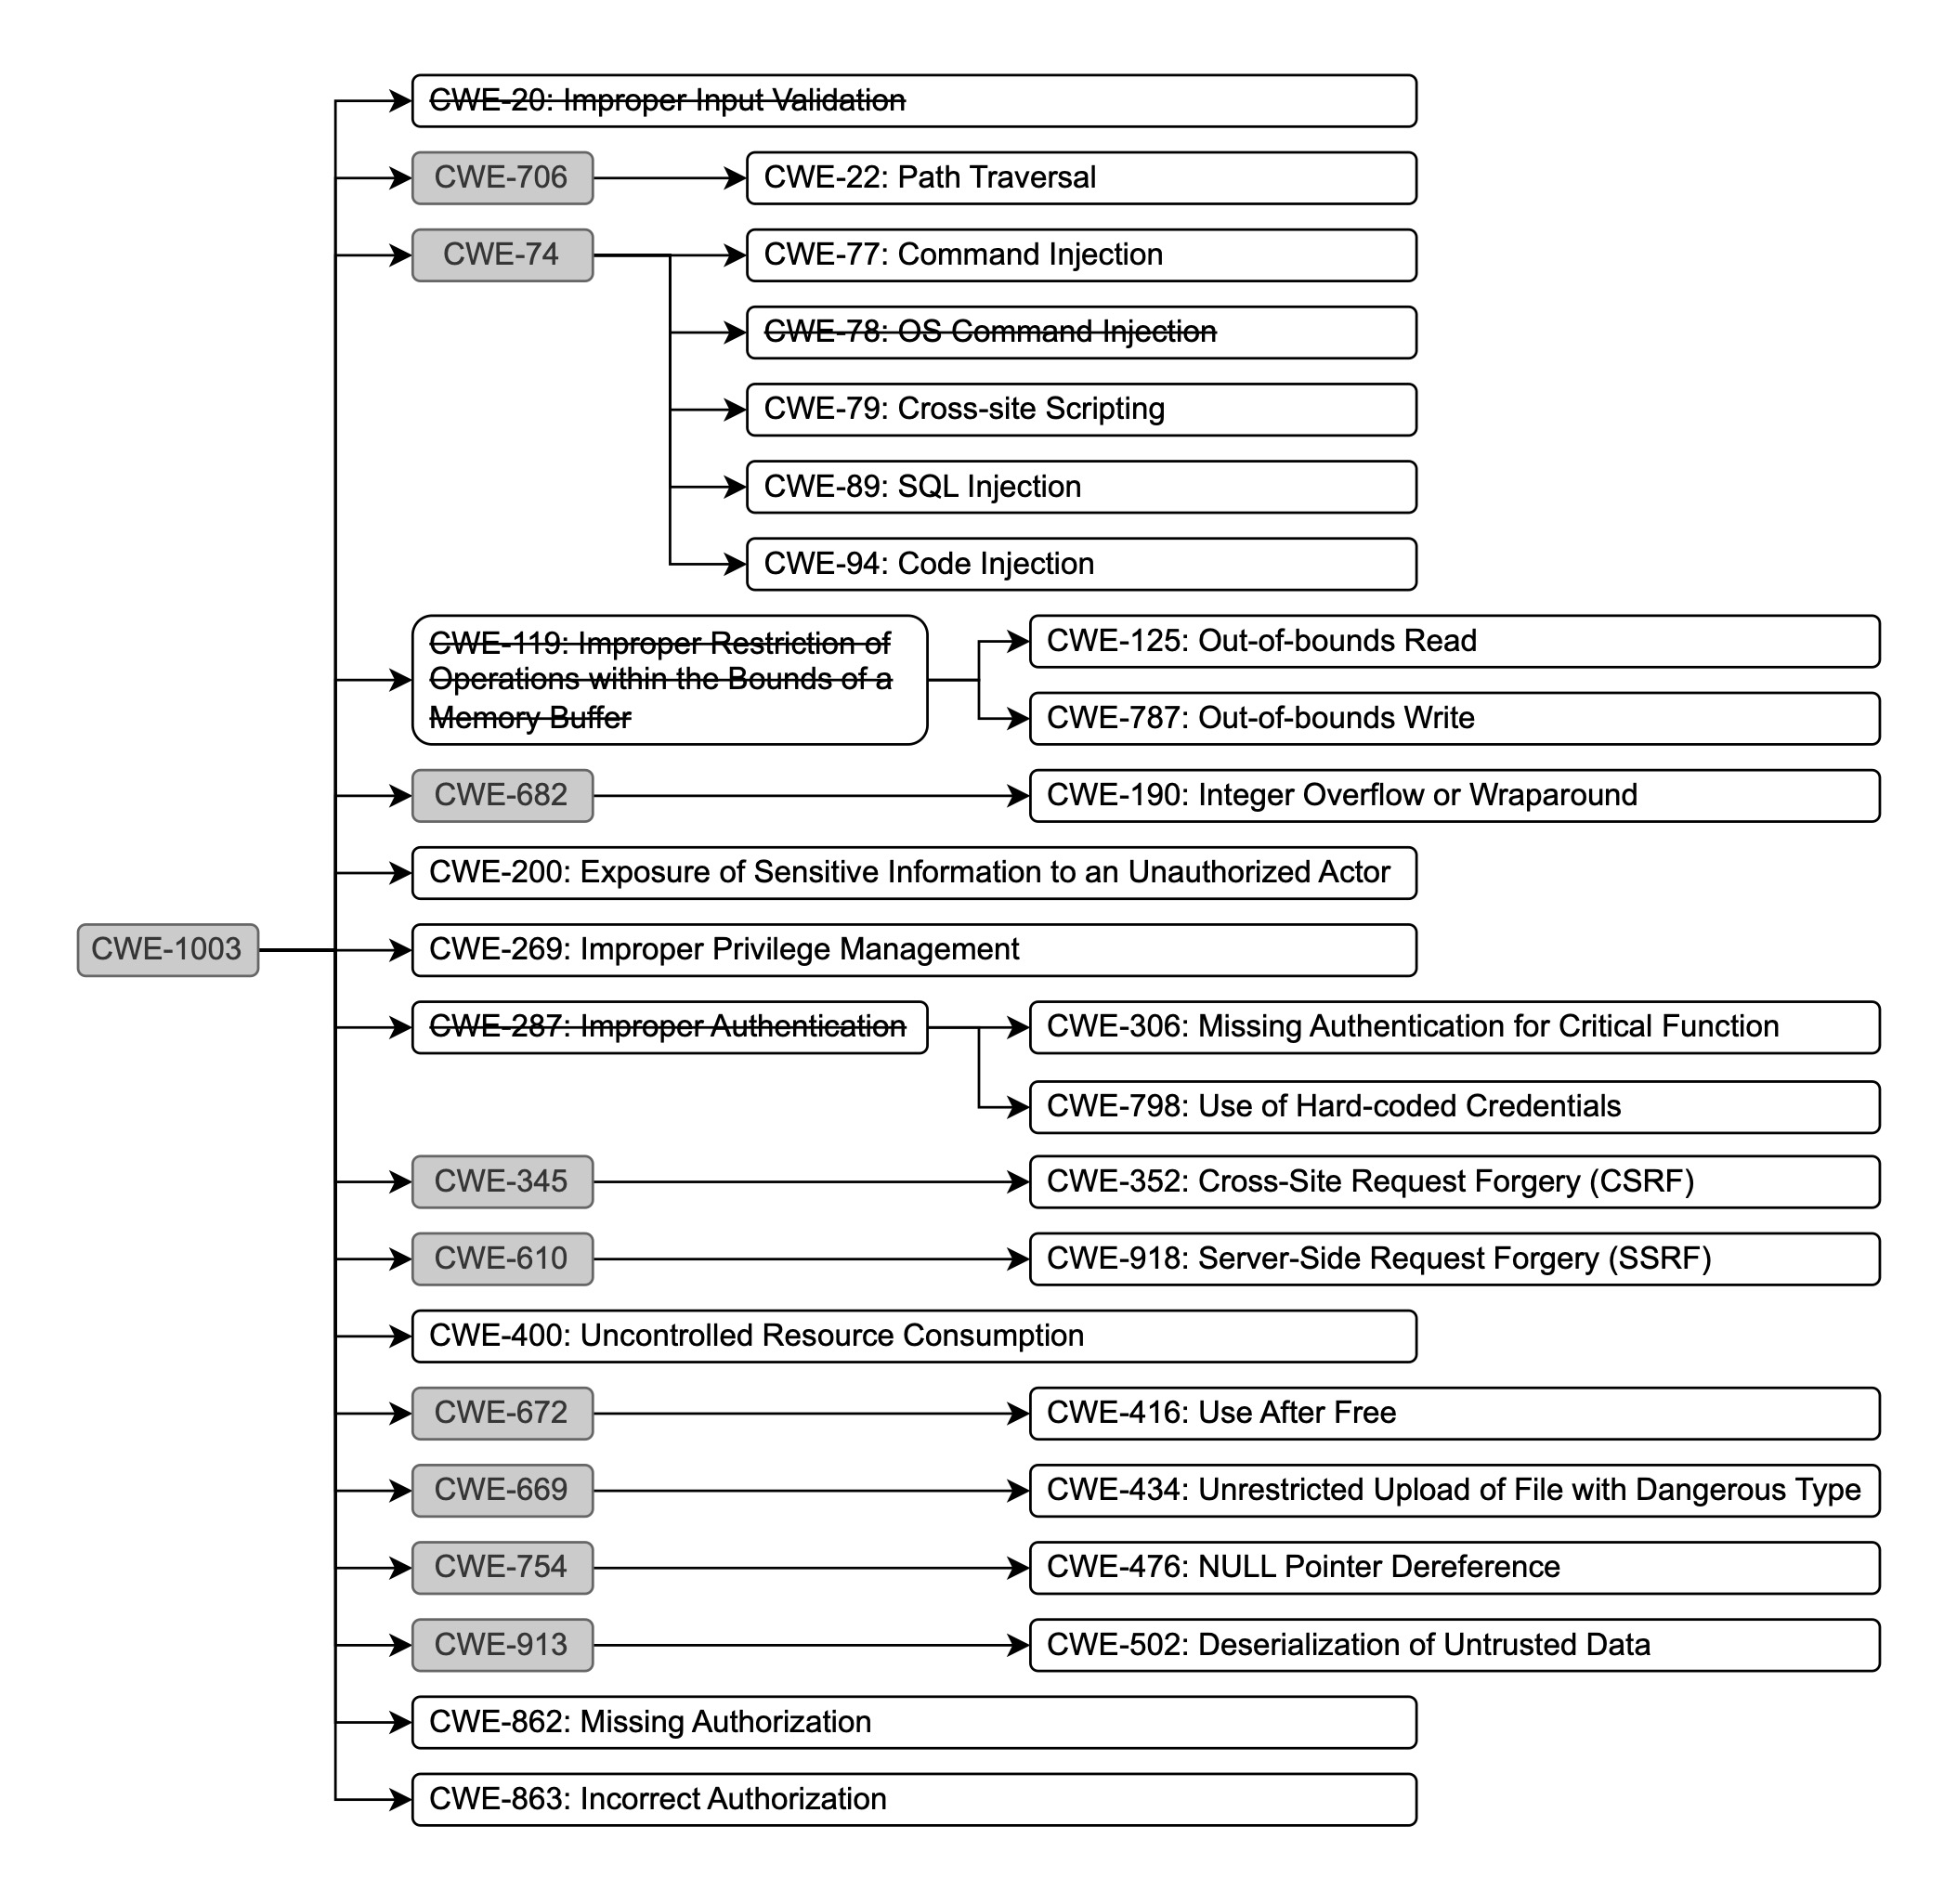 CWE-20: Improper Input Validation
CWE-706
CWE-22: Path Traversal
CWE-74
CWE-77: Command Injection
CWE-78: OS Command Injection
CWE-79: Cross-site Scripting
CWE-89: SQL Injection
CWE-94: Code Injection
CWE-119: Improper Restriction of
Operations within the Bounds of a
Memory Buffer
CWE-125: Out-of-bounds Read
CWE-787: Out-of-bounds Write
CWE-682
CWE-190: Integer Overflow or Wraparound
CWE-200: Exposure of Sensitive Information to an Unauthorized Actor
CWE-1003
CWE-269: Improper Privilege Management
CWE-287: Improper Authentication
CWE-306: Missing Authentication for Critical Function
CWE-798: Use of Hard-coded Credentials
CWE-345
CWE-352: Cross-Site Request Forgery (CSRF)
CWE-610
CWE-918: Server-Side Request Forgery (SSRF)
CWE-400: Uncontrolled Resource Consumption
CWE-672
CWE-416: Use After Free
CWE-669
CWE-434: Unrestricted Upload of File with Dangerous Type
CWE-754
CWE-476: NULL Pointer Dereference
CWE-913
CWE-502: Deserialization of Untrusted Data
CWE-862: Missing Authorization
CWE-863: Incorrect Authorization